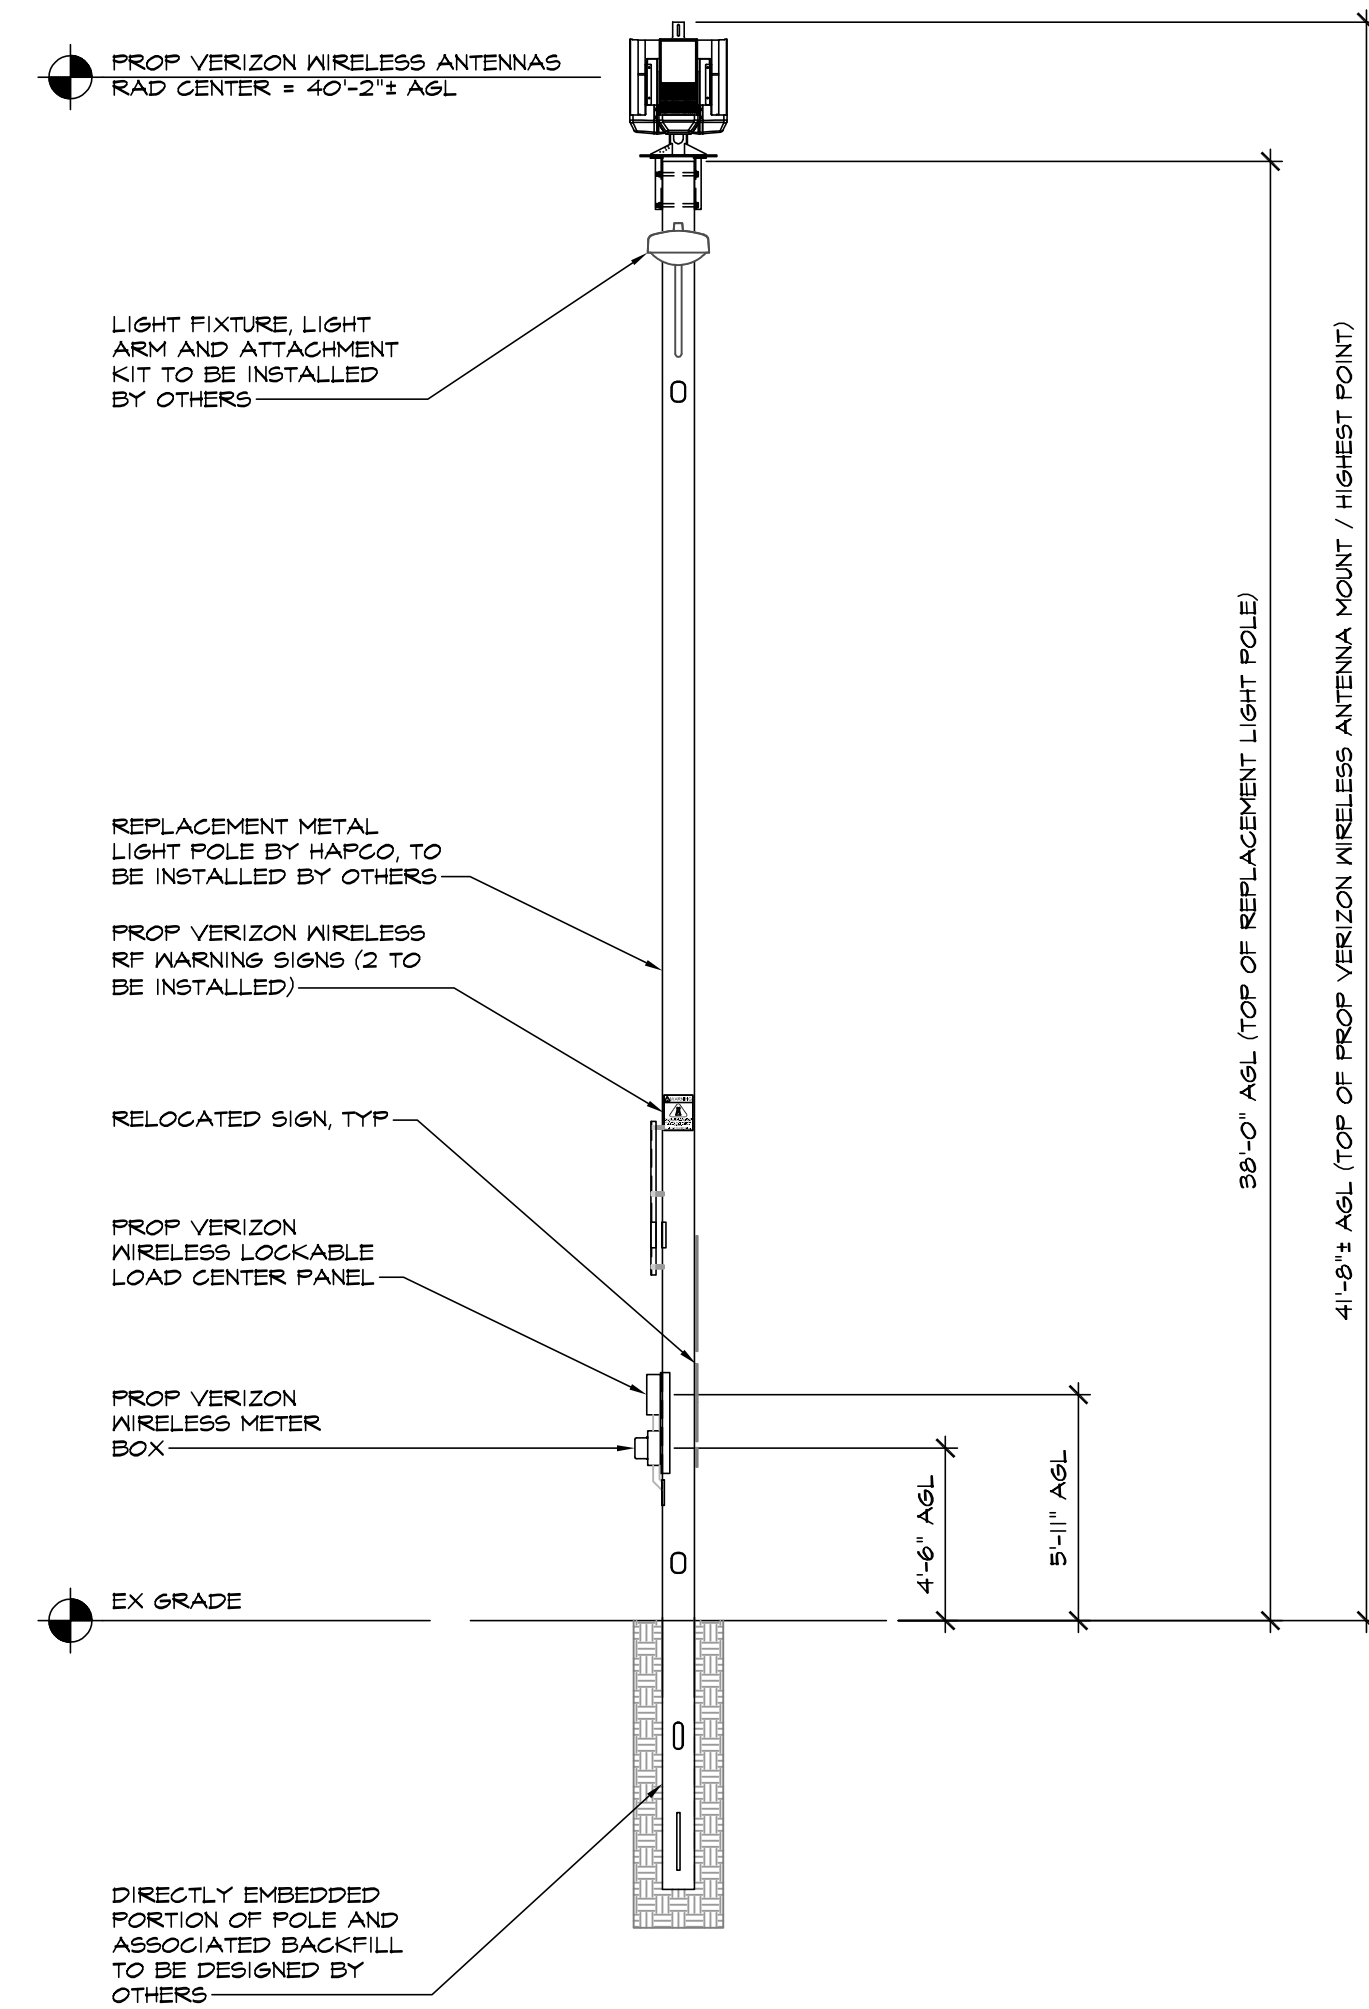 PROP VERIZON WIRELESS ANTENNAS
RAD CENTER = 40'-2"± AGL
LIGHT FIXTURE, LIGHT
ARM AND ATTACHMENT
KIT TO BE INSTALLED
BY OTHERS
REPLACEMENT METAL
LIGHT POLE BY HAPCO, TO
BE INSTALLED BY OTHERS
PROP VERIZON WIRELESS
RF WARNING SIGNS (2 TO
BE INSTALLED)
RELOCATED SIGN, TYP
PROP VERIZON
WIRELESS LOCKABLE
LOAD CENTER PANEL
PROP VERIZON
WIRELESS METER
BOX
EX GRADE
DIRECTLY EMBEDDED
PORTION OF POLE AND
ASSOCIATED BACKFILL
TO BE DESIGNED BY
OTHERS
4'-6" AGL
5'-11" AGL
38'-0" AGL (TOP OF REPLACEMENT LIGHT POLE)
41'-8"± AGL (TOP OF PROP VERIZON WIRELESS ANTENNA MOUNT / HIGHEST POINT)